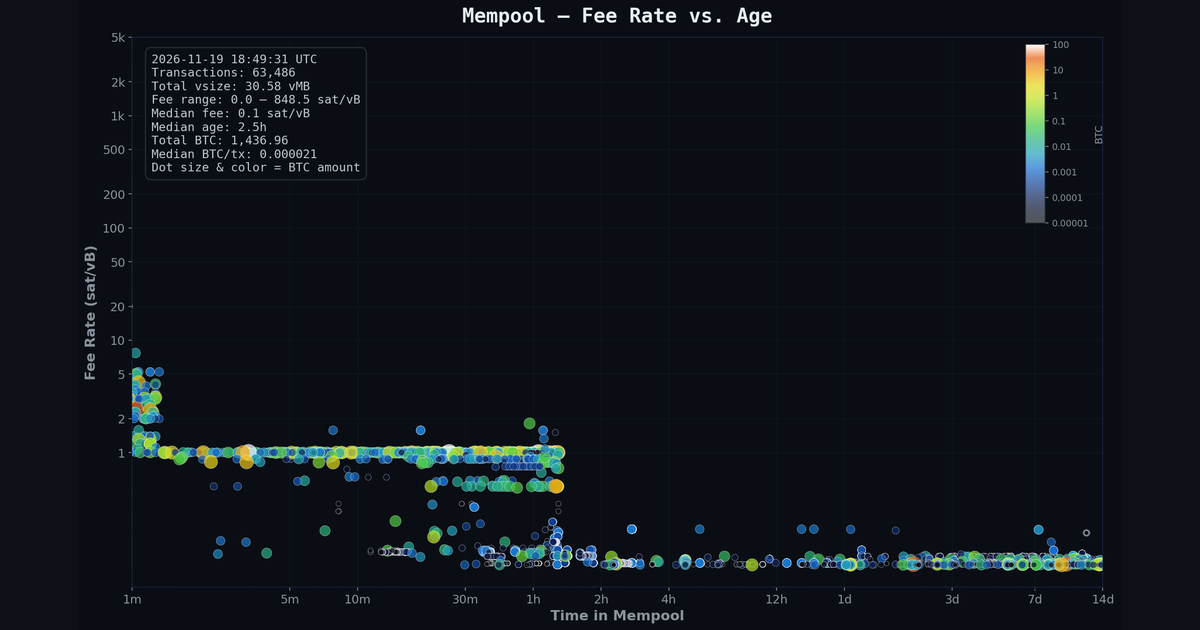 Mempool — Fee Rate vs. Age
2026-11-19 18:49:31 UTC
Transactions: 63,486
Total vsize: 30.58 vMB
Fee range: 0.0 — 848.5 sat/vB
Median fee: 0.1 sat/vB
Median age: 2.5h
Total BTC: 1,436.96
Median BTC/tx: 0.000021
Dot size & color = BTC amount
5k
2k
1k
500
200
100
50
20
10
5
2
1
Fee Rate (sat/vB)
100
10
1
0.1
0.01
0.001
0.0001
0.00001
BTC
1m
5m
10m
30m
1h
2h
4h
12h
1d
3d
7d
14d
Time in Mempool